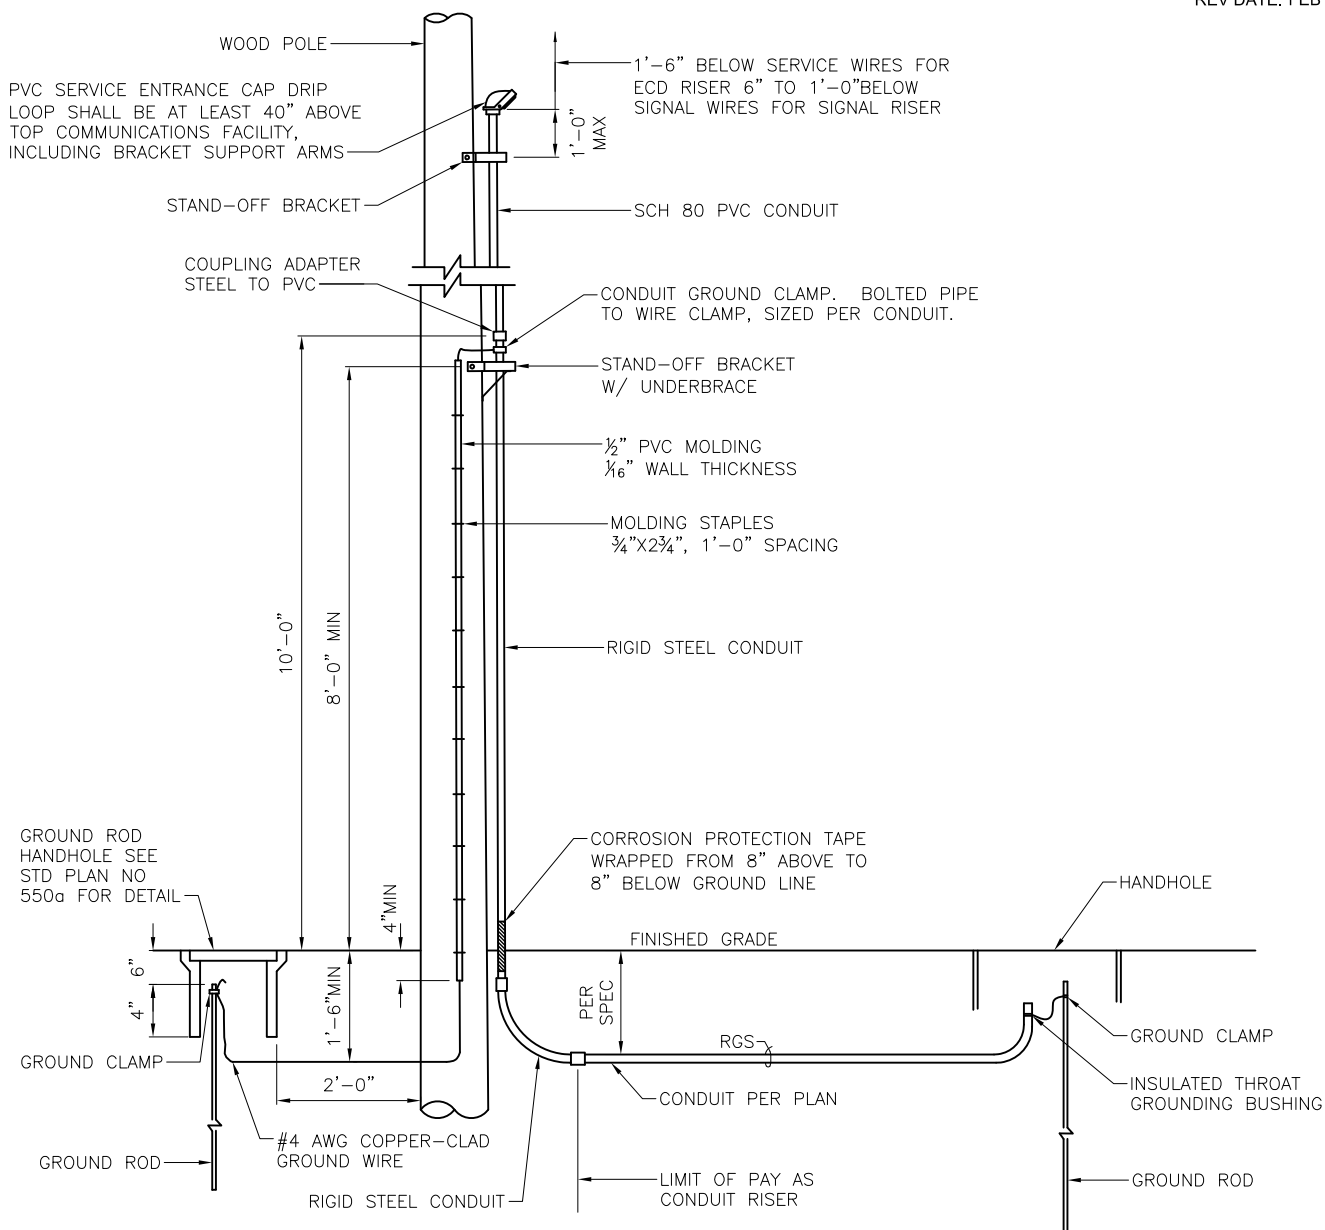 REV DATE: FEB
WOOD POLE
1'-6" BELOW SERVICE WIRES FOR
ECD RISER 6" TO 1'-0"BELOW
SIGNAL WIRES FOR SIGNAL RISER
PVC SERVICE ENTRANCE CAP DRIP
LOOP SHALL BE AT LEAST 40" ABOVE
TOP COMMUNICATIONS FACILITY,
INCLUDING BRACKET SUPPORT ARMS
1'-0"
MAX
STAND-OFF BRACKET
SCH 80 PVC CONDUIT
COUPLING ADAPTER
STEEL TO PVC
CONDUIT GROUND CLAMP. BOLTED PIPE
TO WIRE CLAMP, SIZED PER CONDUIT.
STAND-OFF BRACKET
W/ UNDERBRACE
½" PVC MOLDING
1/16" WALL THICKNESS
MOLDING STAPLES
¾"X2¾", 1'-0" SPACING
10'-0"
8'-0" MIN
RIGID STEEL CONDUIT
GROUND ROD
HANDHOLE SEE
STD PLAN NO
550a FOR DETAIL
4"MIN
CORROSION PROTECTION TAPE
WRAPPED FROM 8" ABOVE TO
8" BELOW GROUND LINE
HANDHOLE
FINISHED GRADE
6"
4"
1'-6"MIN
PER
SPEC
RGS
GROUND CLAMP
GROUND CLAMP
2'-0"
CONDUIT PER PLAN
INSULATED THROAT
GROUNDING BUSHING
#4 AWG COPPER-CLAD
GROUND WIRE
GROUND ROD
RIGID STEEL CONDUIT
LIMIT OF PAY AS
CONDUIT RISER
GROUND ROD